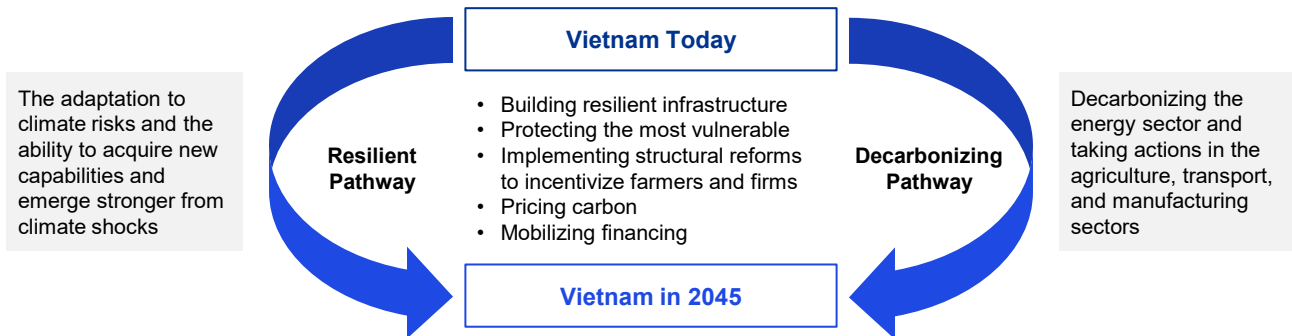 Vietnam Today
The adaptation to
climate risks and the
ability to acquire new
capabilities and
emerge stronger from
climate shocks
Resilient
Pathway
• Building resilient infrastructure
• Protecting the most vulnerable
• Implementing structural reforms
to incentivize farmers and firms
• Pricing carbon
• Mobilizing financing
Decarbonizing
Pathway
Decarbonizing the
energy sector and
taking actions in the
agriculture, transport,
and manufacturing
sectors
Vietnam in 2045